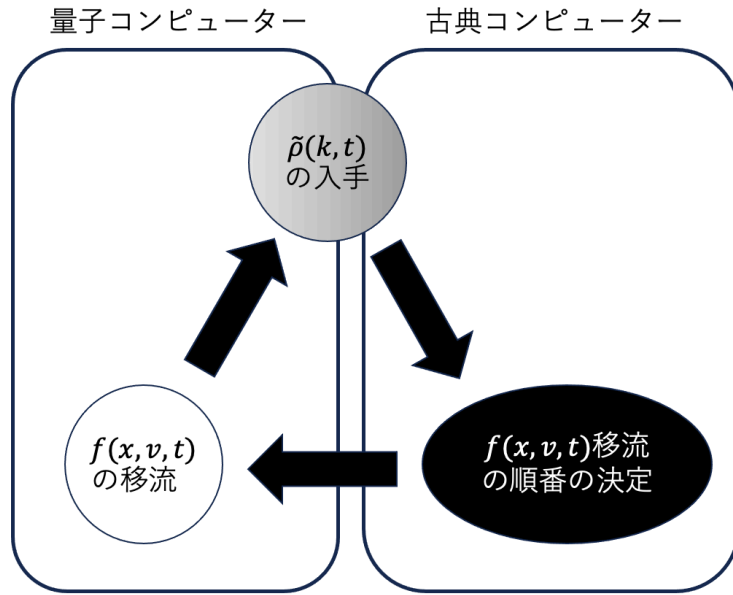 量子コンピューター
古典コンピューター
ρ̃(k,t)
の入手
f(x,v,t)
の移流
f(x,v,t)移流
の順番の決定